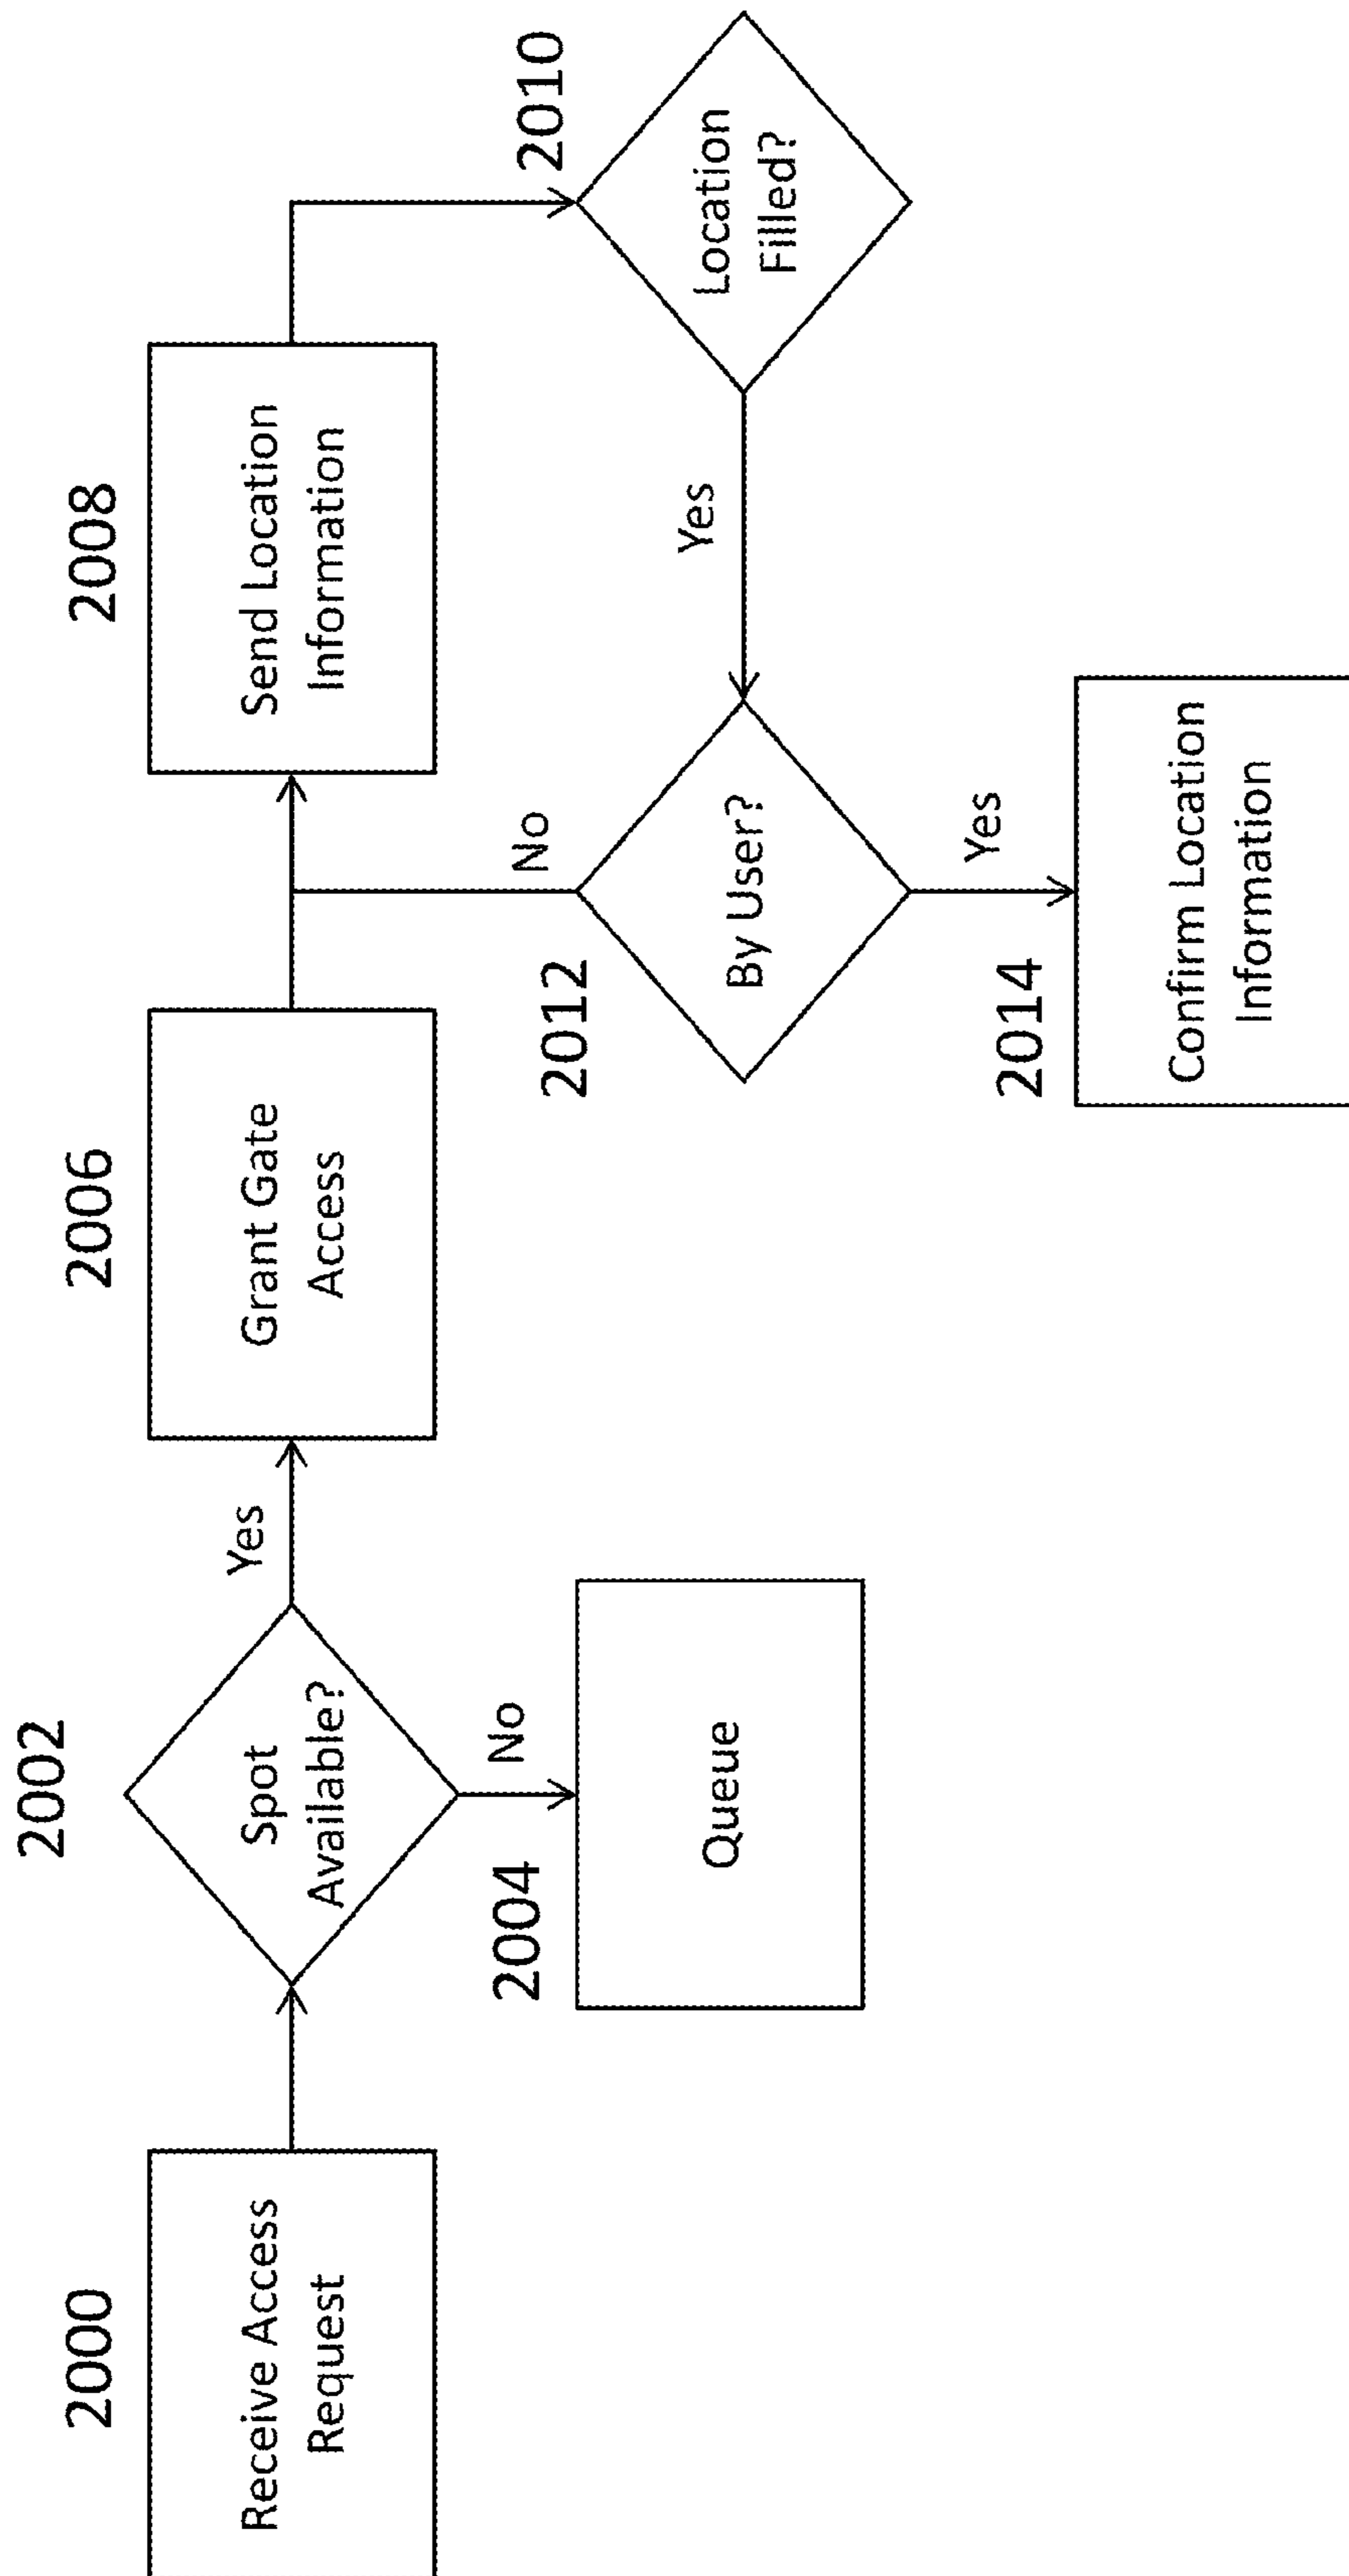 2000
Receive Access
Request
2002
Spot
Available?
Yes
No
2004
Queue
2006
Grant Gate
Access
2008
Send Location
Information
2010
Location
Filled?
Yes
2012
By User?
No
Yes
2014
Confirm Location
Information